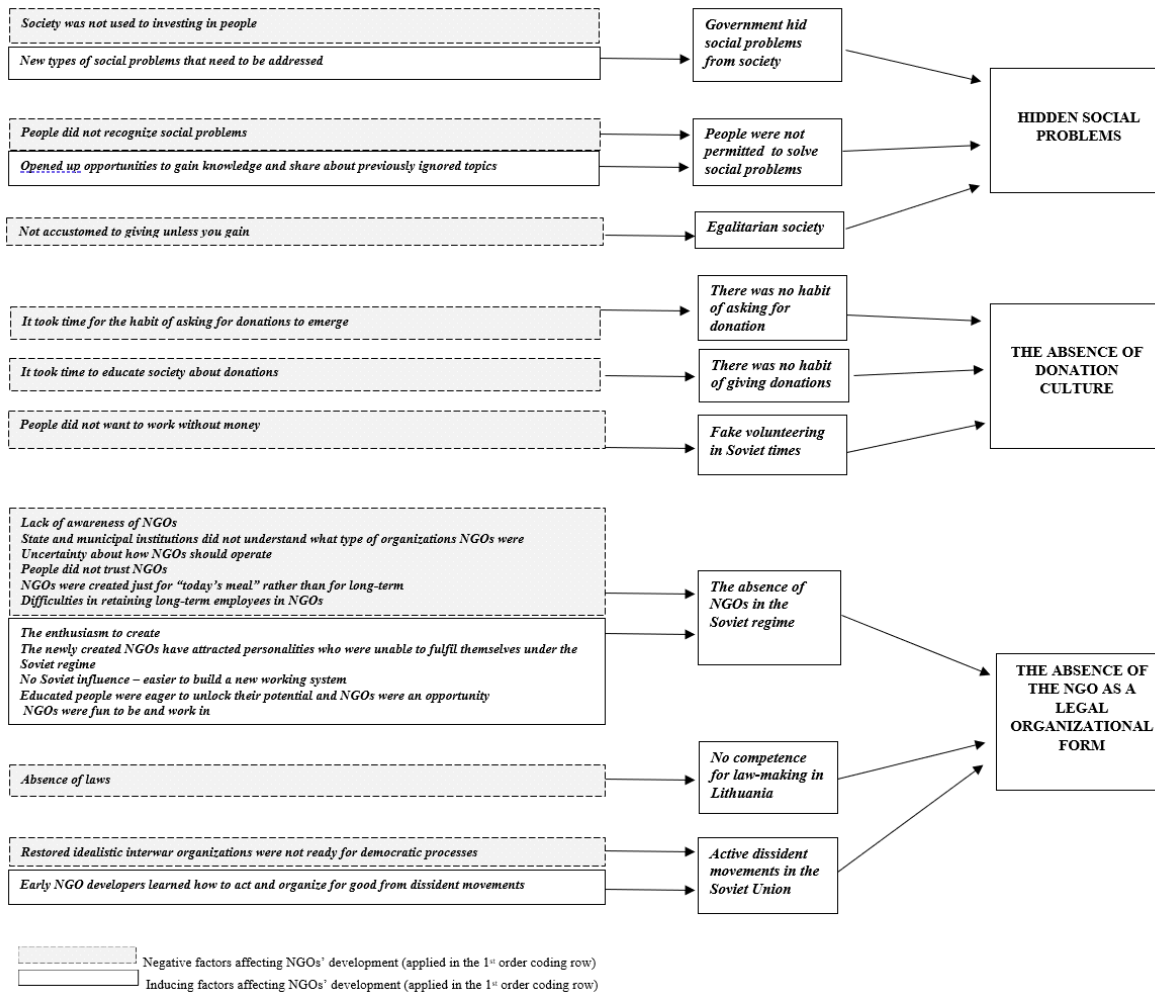 Society was not used to investing in people
New types of social problems that need to be addressed
Government hid
social problems
from society
People did not recognize social problems
Opened up opportunities to gain knowledge and share about previously ignored topics
People were not
permitted to solve
social problems
Not accustomed to giving unless you gain
Egalitarian society
HIDDEN SOCIAL
PROBLEMS
It took time for the habit of asking for donations to emerge
There was no habit
of asking for
donation
It took time to educate society about donations
There was no habit
of giving donations
People did not want to work without money
Fake volunteering
in Soviet times
THE ABSENCE OF
DONATION
CULTURE
Lack of awareness of NGOs
State and municipal institutions did not understand what type of organizations NGOs were
Uncertainty about how NGOs should operate
People did not trust NGOs
NGOs were created just for “today’s meal” rather than for long-term
Difficulties in retaining long-term employees in NGOs
The enthusiasm to create
The newly created NGOs have attracted personalities who were unable to fulfil themselves under the
Soviet regime
No Soviet influence – easier to build a new working system
Educated people were eager to unlock their potential and NGOs were an opportunity
NGOs were fun to be and work in
The absence of
NGOs in the
Soviet regime
Absence of laws
No competence
for law-making in
Lithuania
Restored idealistic interwar organizations were not ready for democratic processes
Early NGO developers learned how to act and organize for good from dissident movements
Active dissident
movements in the
Soviet Union
THE ABSENCE OF
THE NGO AS A
LEGAL
ORGANIZATIONAL
FORM
Negative factors affecting NGOs’ development (applied in the 1st order coding row)
Inducing factors affecting NGOs’ development (applied in the 1st order coding row)